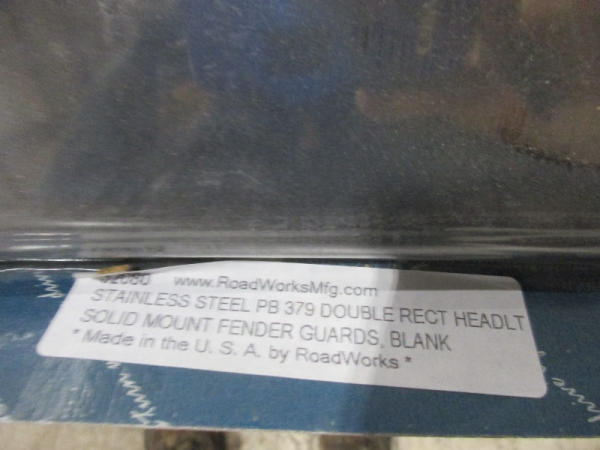 www.RoadWorksMfg.com
STAINLESS STEEL PB 379 DOUBLE RECT HEADLT
SOLID MOUNT FENDER GUARDS, BLANK
* Made in the U. S. A. by RoadWorks *